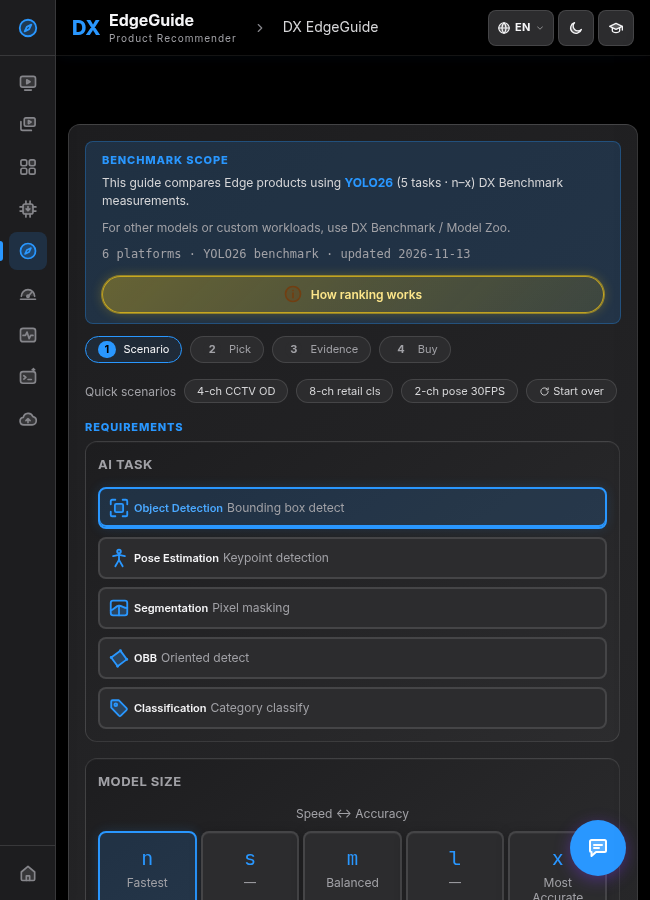 DX EdgeGuide
Product Recommender
DX EdgeGuide
EN
BENCHMARK SCOPE
This guide compares Edge products using YOLO26 (5 tasks · n–x) DX Benchmark
measurements.
For other models or custom workloads, use DX Benchmark / Model Zoo.
6 platforms · YOLO26 benchmark · updated 2026-11-13
How ranking works
1 Scenario
2 Pick
3 Evidence
4 Buy
Quick scenarios
4-ch CCTV OD
8-ch retail cls
2-ch pose 30FPS
Start over
REQUIREMENTS
AI TASK
Object Detection Bounding box detect
Pose Estimation Keypoint detection
Segmentation Pixel masking
OBB Oriented detect
Classification Category classify
MODEL SIZE
Speed ↔ Accuracy
n
Fastest
s
—
m
Balanced
l
—
x
Most
Accurate